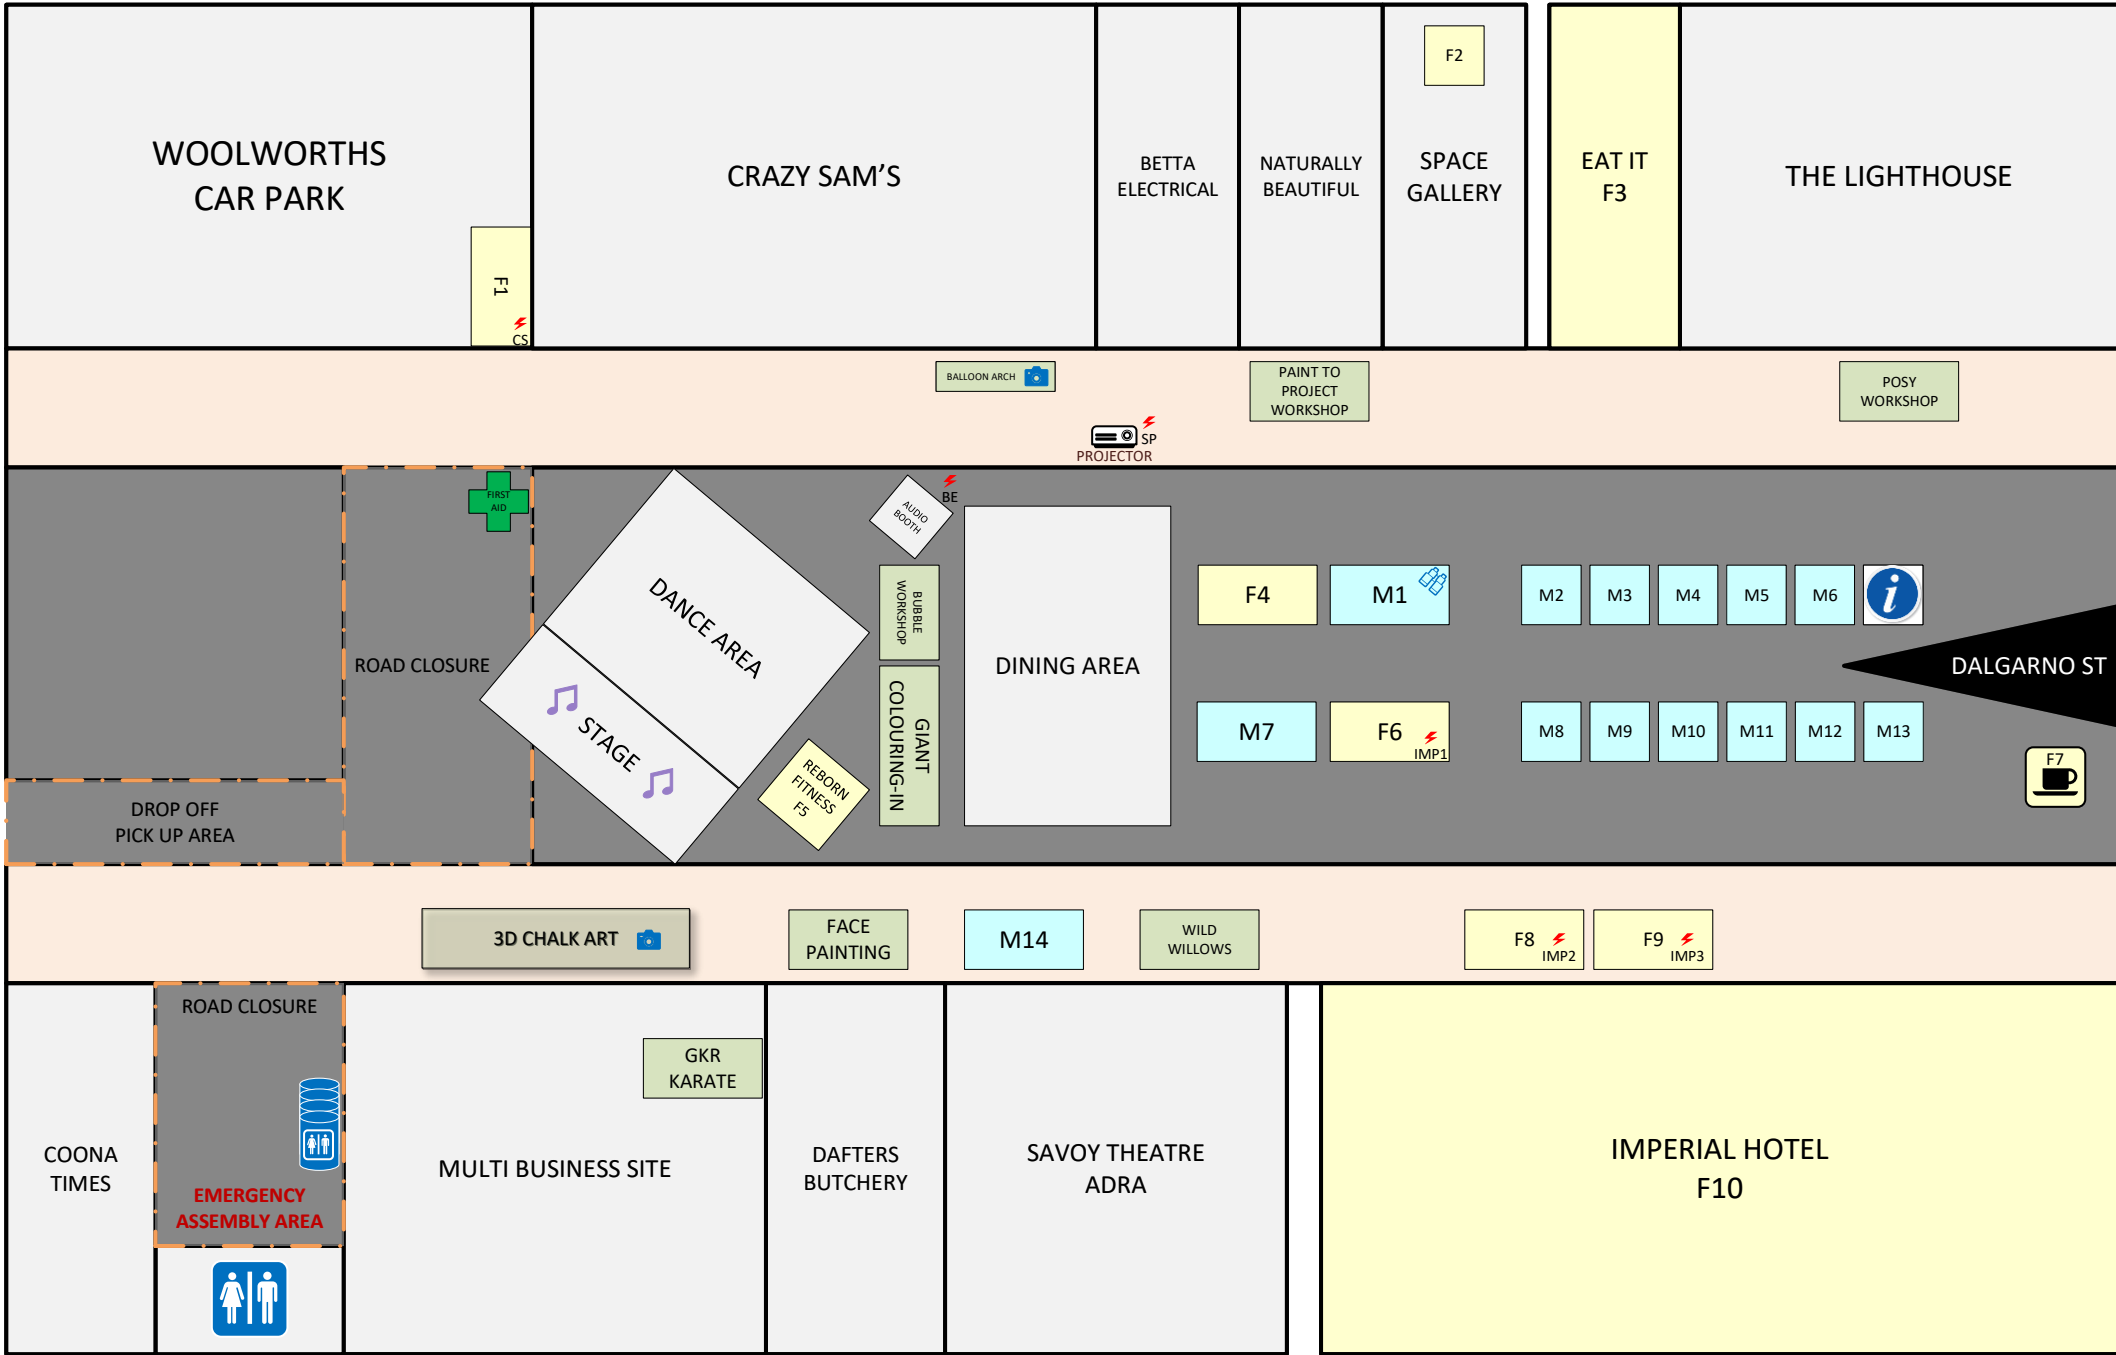 WOOLWORTHS
CAR PARK
F1
CS
CRAZY SAM'S
BETTA
ELECTRICAL
NATURALLY
BEAUTIFUL
F2
SPACE
GALLERY
EAT IT
F3
THE LIGHTHOUSE
BALLOON ARCH
PAINT TO
PROJECT
WORKSHOP
POSY
WORKSHOP
SP
PROJECTOR
FIRST
AID
ROAD CLOSURE
DROP OFF
PICK UP AREA
DANCE AREA
STAGE
AUDIO
BOOTH
BE
BUBBLE
WORKSHOP
GIANT
COLOURING-IN
REBORN
FITNESS
F5
DINING AREA
F4
M1
M2
M3
M4
M5
M6
i
DALGARNO ST
M7
F6
IMP1
M8
M9
M10
M11
M12
M13
F7
3D CHALK ART
FACE
PAINTING
M14
WILD
WILLOWS
F8
IMP2
F9
IMP3
COONA
TIMES
ROAD CLOSURE
EMERGENCY
ASSEMBLY AREA
GKR
KARATE
MULTI BUSINESS SITE
DAFTERS
BUTCHERY
SAVOY THEATRE
ADRA
IMPERIAL HOTEL
F10